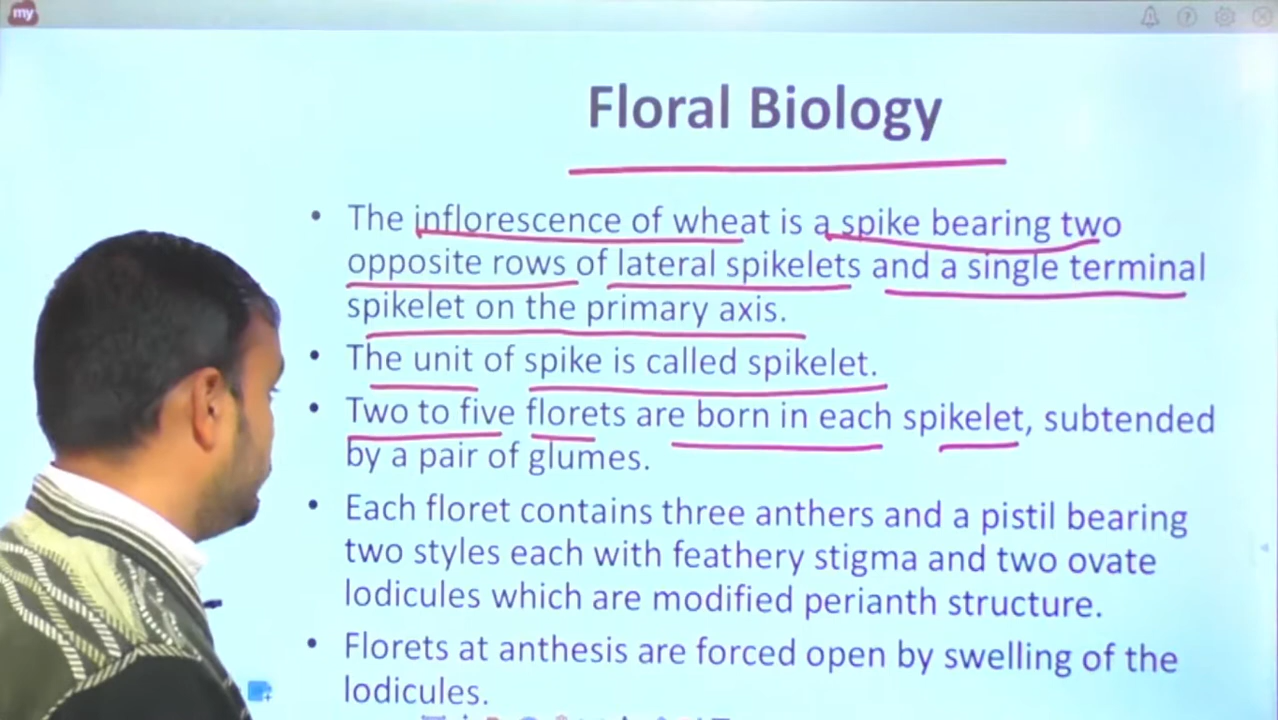 my
Floral Biology
• The inflorescence of wheat is a spike bearing two
opposite rows of lateral spikelets and a single terminal
spikelet on the primary axis.
• The unit of spike is called spikelet.
• Two to five florets are born in each spikelet, subtended
by a pair of glumes.
• Each floret contains three anthers and a pistil bearing
two styles each with feathery stigma and two ovate
lodicules which are modified perianth structure.
• Florets at anthesis are forced open by swelling of the
lodicules.